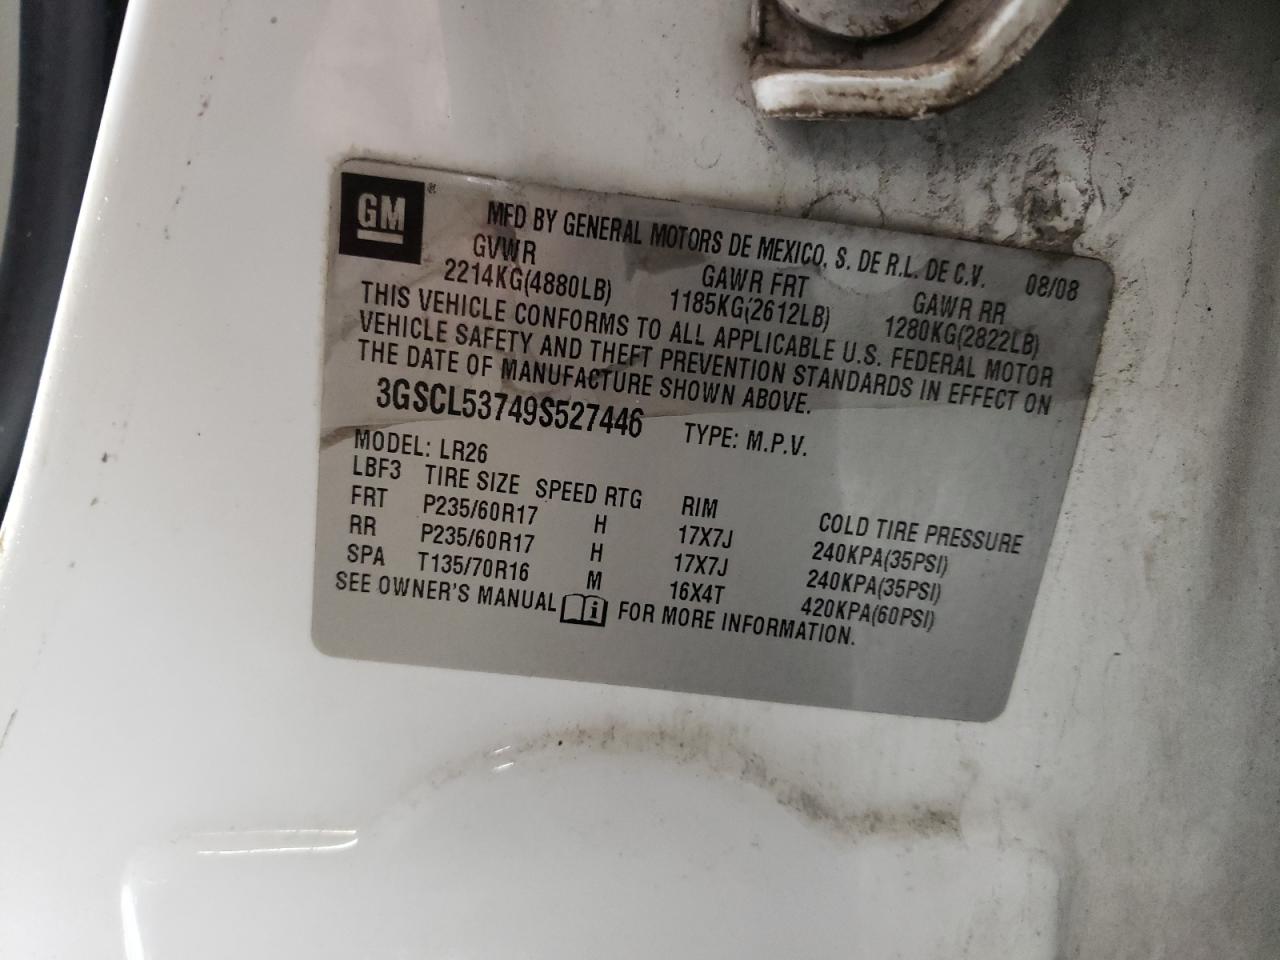 GM ® MFD BY GENERAL MOTORS DE MEXICO, S. DE R.L. DE C.V. 08/08
GVWR GAWR FRT GAWR RR
2214KG(4880LB) 1185KG(2612LB) 1280KG(2822LB)
THIS VEHICLE CONFORMS TO ALL APPLICABLE U.S. FEDERAL MOTOR
VEHICLE SAFETY AND THEFT PREVENTION STANDARDS IN EFFECT ON
THE DATE OF MANUFACTURE SHOWN ABOVE.
3GSCL53749S527446 TYPE: M.P.V.
MODEL: LR26
LBF3 TIRE SIZE SPEED RTG RIM COLD TIRE PRESSURE
FRT P235/60R17 H 17X7J 240KPA(35PSI)
RR P235/60R17 H 17X7J 240KPA(35PSI)
SPA T135/70R16 M 16X4T 420KPA(60PSI)
SEE OWNER'S MANUAL i FOR MORE INFORMATION.